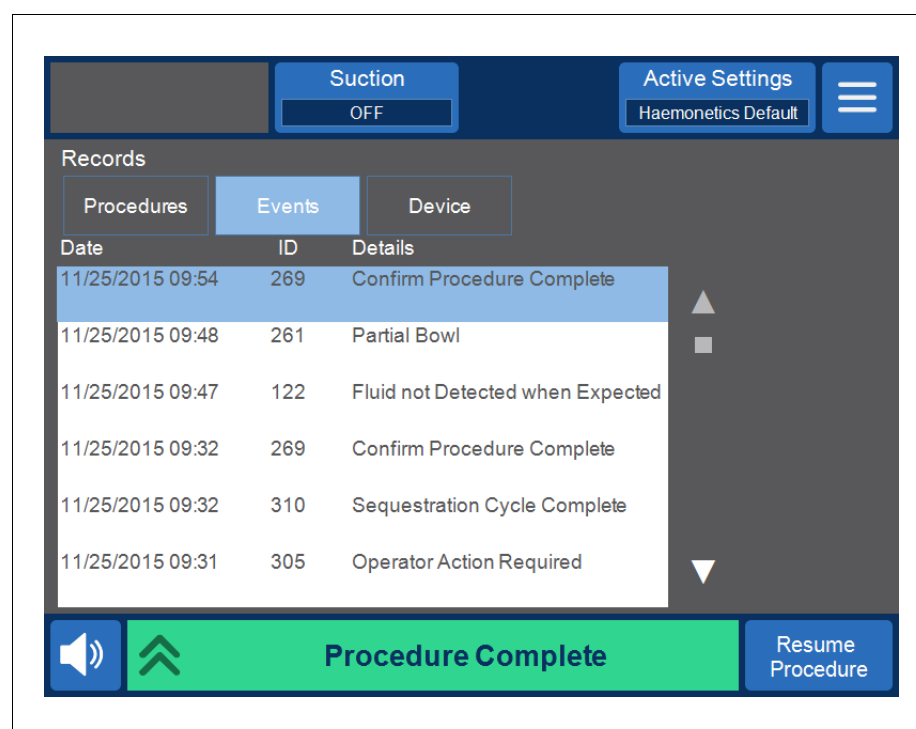 Suction
OFF
Active Settings
Haemonetics Default
Records
Procedures Events Device
Date ID Details
11/25/2015 09:54 269 Confirm Procedure Complete
11/25/2015 09:48 261 Partial Bowl
11/25/2015 09:47 122 Fluid not Detected when Expected
11/25/2015 09:32 269 Confirm Procedure Complete
11/25/2015 09:32 310 Sequestration Cycle Complete
11/25/2015 09:31 305 Operator Action Required
Procedure Complete
Resume
Procedure